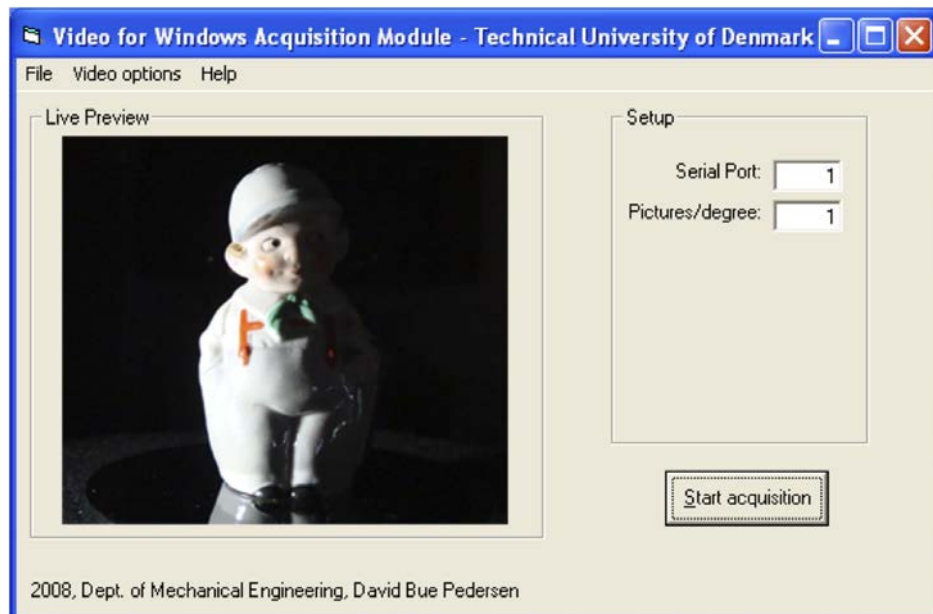 Video for Windows Acquisition Module - Technical University of Denmark
File Video options Help
Live Preview
Setup
Serial Port: 1
Pictures/degree: 1
Start acquisition
2008, Dept. of Mechanical Engineering, David Bue Pedersen